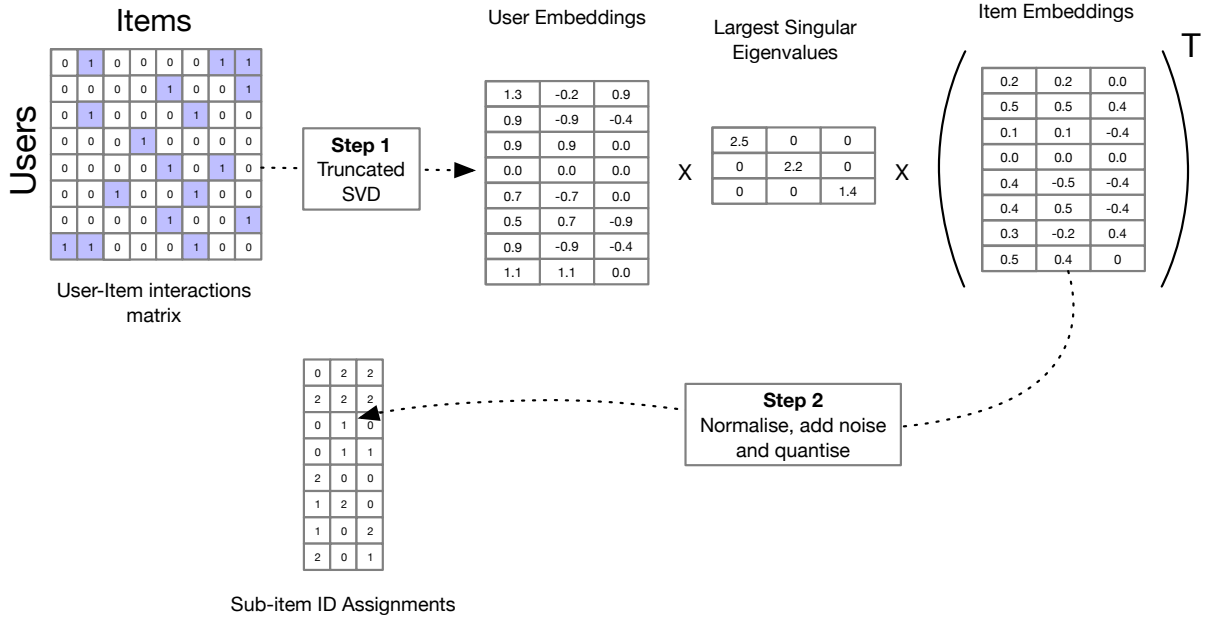 Items
Users
0 1 0 0 0 0 1 1
0 0 0 0 1 0 0 1
0 1 0 0 0 1 0 0
0 0 0 1 0 0 0 0
0 0 0 0 1 0 1 0
0 0 1 0 0 1 0 0
0 0 0 0 1 0 0 1
1 1 0 0 0 1 0 0
User-Item interactions
matrix
Step 1
Truncated
SVD
User Embeddings
1.3 -0.2 0.9
0.9 -0.9 -0.4
0.9 0.9 0.0
0.0 0.0 0.0
0.7 -0.7 0.0
0.5 0.7 -0.9
0.9 -0.9 -0.4
1.1 1.1 0.0
X
Largest Singular
Eigenvalues
2.5 0 0
0 2.2 0
0 0 1.4
X
Item Embeddings
T
0.2 0.2 0.0
0.5 0.5 0.4
0.1 0.1 -0.4
0.0 0.0 0.0
0.4 -0.5 -0.4
0.4 0.5 -0.4
0.3 -0.2 0.4
0.5 0.4 0
Step 2
Normalise, add noise
and quantise
0 2 2
2 2 2
0 1 0
0 1 1
2 0 0
1 2 0
1 0 2
2 0 1
Sub-item ID Assignments